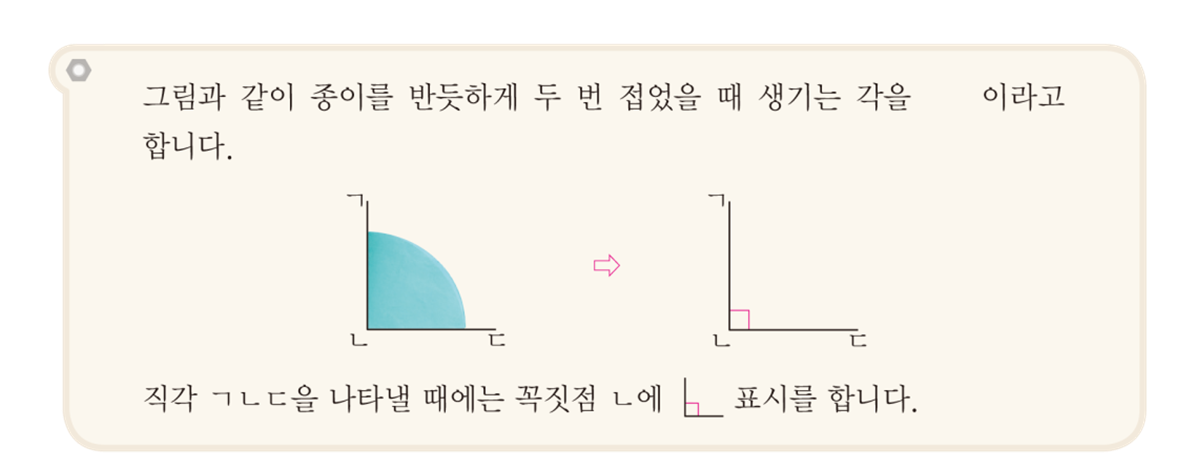 그림과 같이 종이를 반듯하게 두 번 접었을 때 생기는 각을 이라고
합니다.
ㄱ ㄱ
ㄴ ㄷ ㄴ ㄷ
직각 ㄱㄴㄷ을 나타낼 때에는 꼭짓점 ㄴ에 표시를 합니다.